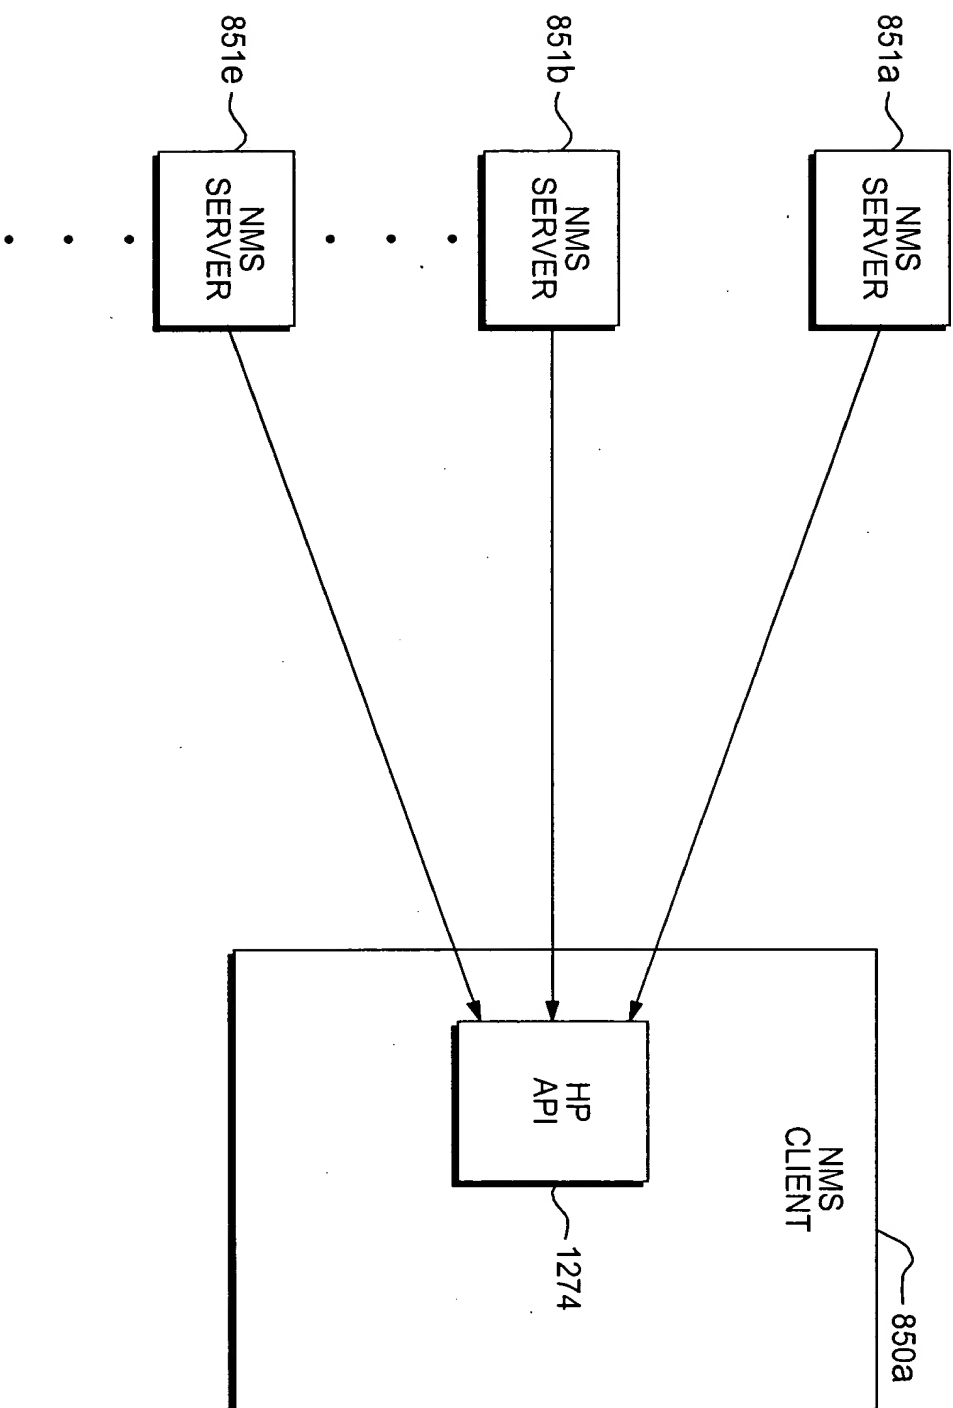 851a
NMS
SERVER
851b
NMS
SERVER
851e
NMS
SERVER
850a
NMS
CLIENT
HP
API
1274